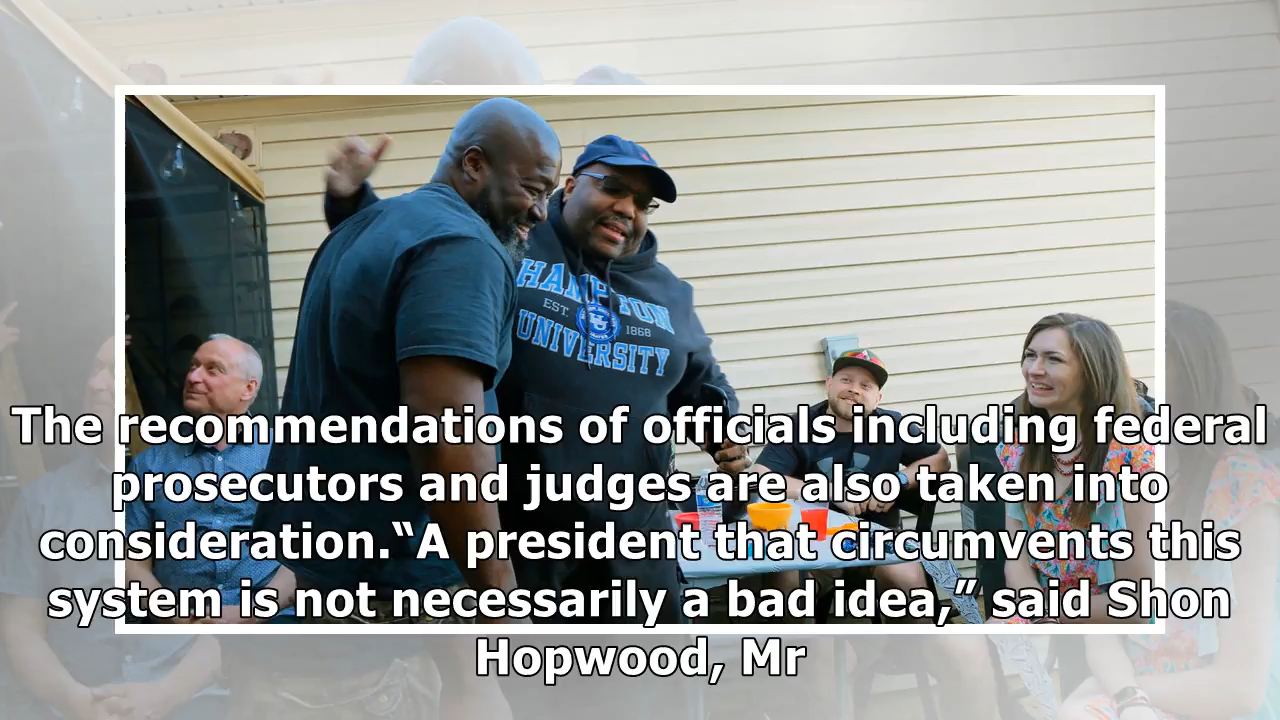 HAMPTON
EST. 1868
UNIVERSITY
The recommendations of officials including federal
prosecutors and judges are also taken into
consideration.“A president that circumvents this
system is not necessarily a bad idea,” said Shon
Hopwood, Mr